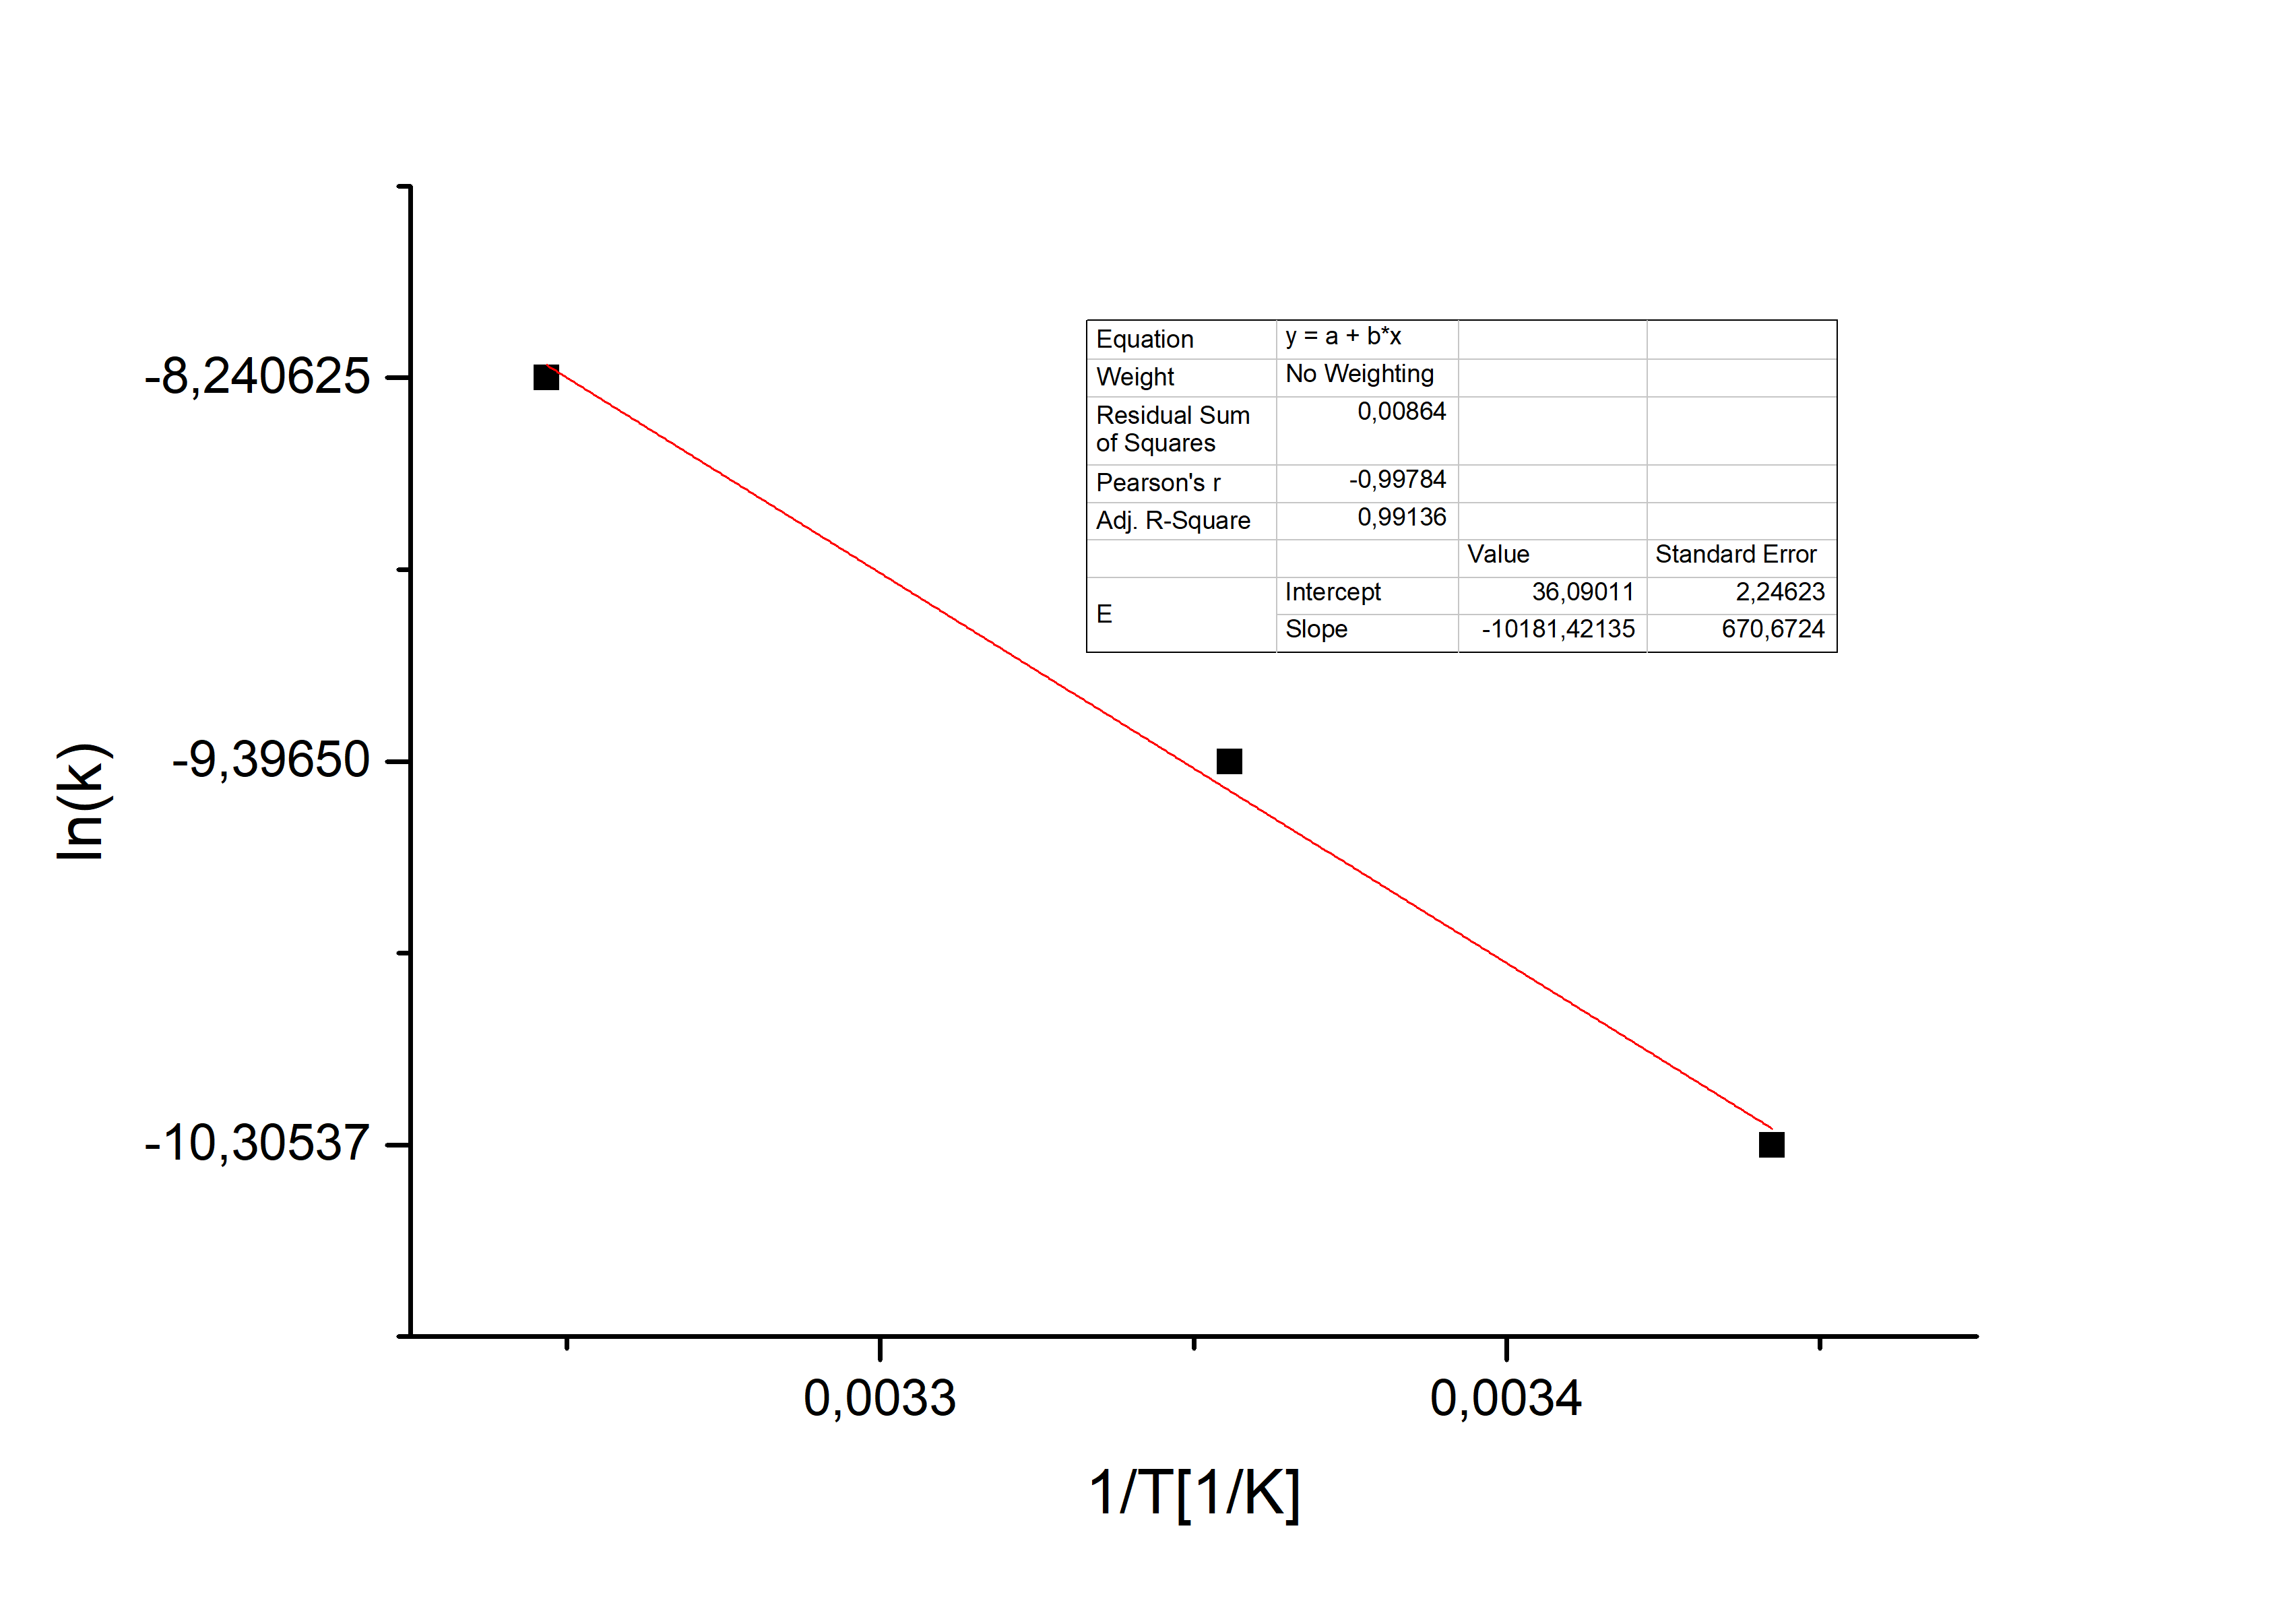 -8,240625
-9,39650
-10,30537
ln(k)
Equation y = a + b*x
Weight No Weighting
Residual Sum of Squares 0,00864
Pearson's r -0,99784
Adj. R-Square 0,99136
Value Standard Error
E Intercept 36,09011 2,24623
Slope -10181,42135 670,6724
0,0033 0,0034
1/T[1/K]